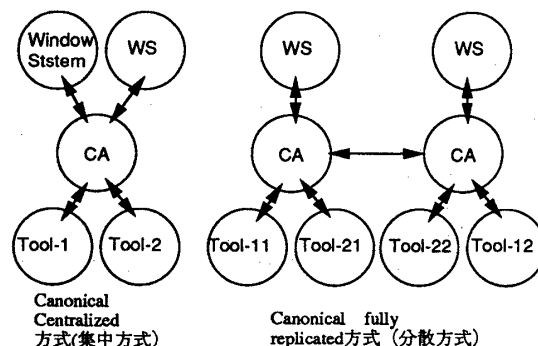 Window
Ststem
WS
WS
WS
CA
CA
CA
Tool-1
Tool-2
Tool-11
Tool-21
Tool-22
Tool-12
Canonical
Centralized
方式(集中方式)
Canonical fully
replicated方式 (分散方式)